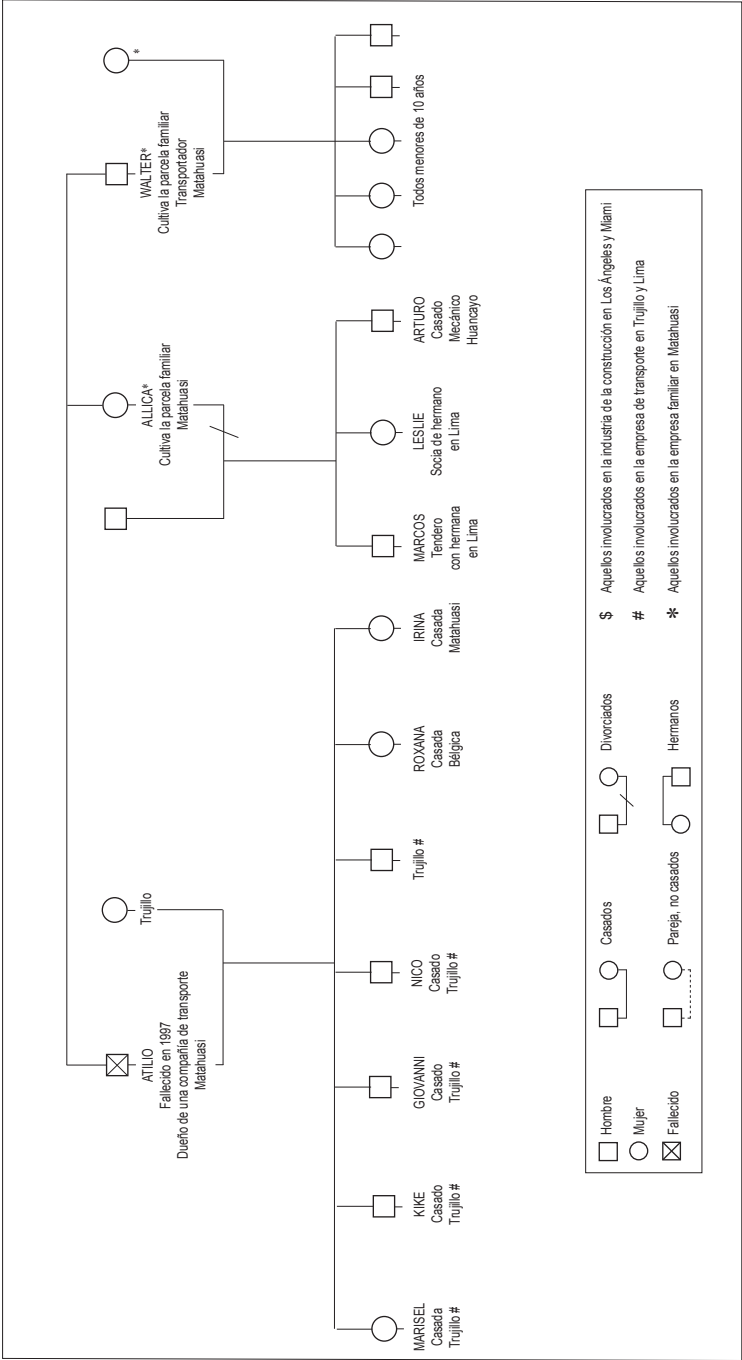 *
WALTER*
Cultiva la parcela familiar
Transportador
Matahuasi
ALLICA*
Cultiva la parcela familiar
Matahuasi
Trujillo
ATILIO
Fallecido en 1997
Dueño de una compañía de transporte
Matahuasi
MARISEL
Casada
Trujillo #
KIKE
Casado
Trujillo #
GIOVANNI
Casado
Trujillo #
NICO
Casado
Trujillo #
Trujillo #
ROXANA
Casada
Bélgica
IRINA
Casada
Matahuasi
MARCOS
Tendero
con hermana
en Lima
LESLIE
Socia de hermano
en Lima
ARTURO
Casado
Mecánico
Huancayo
Todos menores de 10 años
Hombre
Mujer
Fallecido
Casados
Pareja, no casados
Divorciados
Hermanos
$ Aquellos involucrados en la industria de la construcción en Los Ángeles y Miami
# Aquellos involucrados en la empresa de transporte en Trujillo y Lima
* Aquellos involucrados en la empresa familiar en Matahuasi